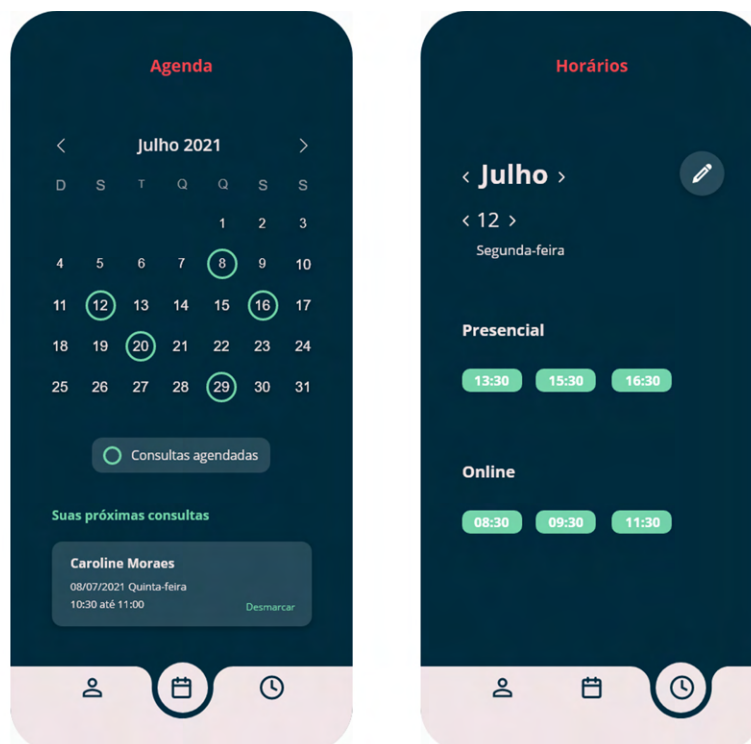 Agenda
Julho 2021
D S T Q Q S S
1 2 3
4 5 6 7 8 9 10
11 12 13 14 15 16 17
18 19 20 21 22 23 24
25 26 27 28 29 30 31
Consultas agendadas
Suas próximas consultas
Caroline Moraes
08/07/2021 Quinta-feira
10:30 até 11:00
Desmarcar
Horários
‹ Julho ›
‹ 12 ›
Segunda-feira
Presencial
13:30 15:30 16:30
Online
08:30 09:30 11:30